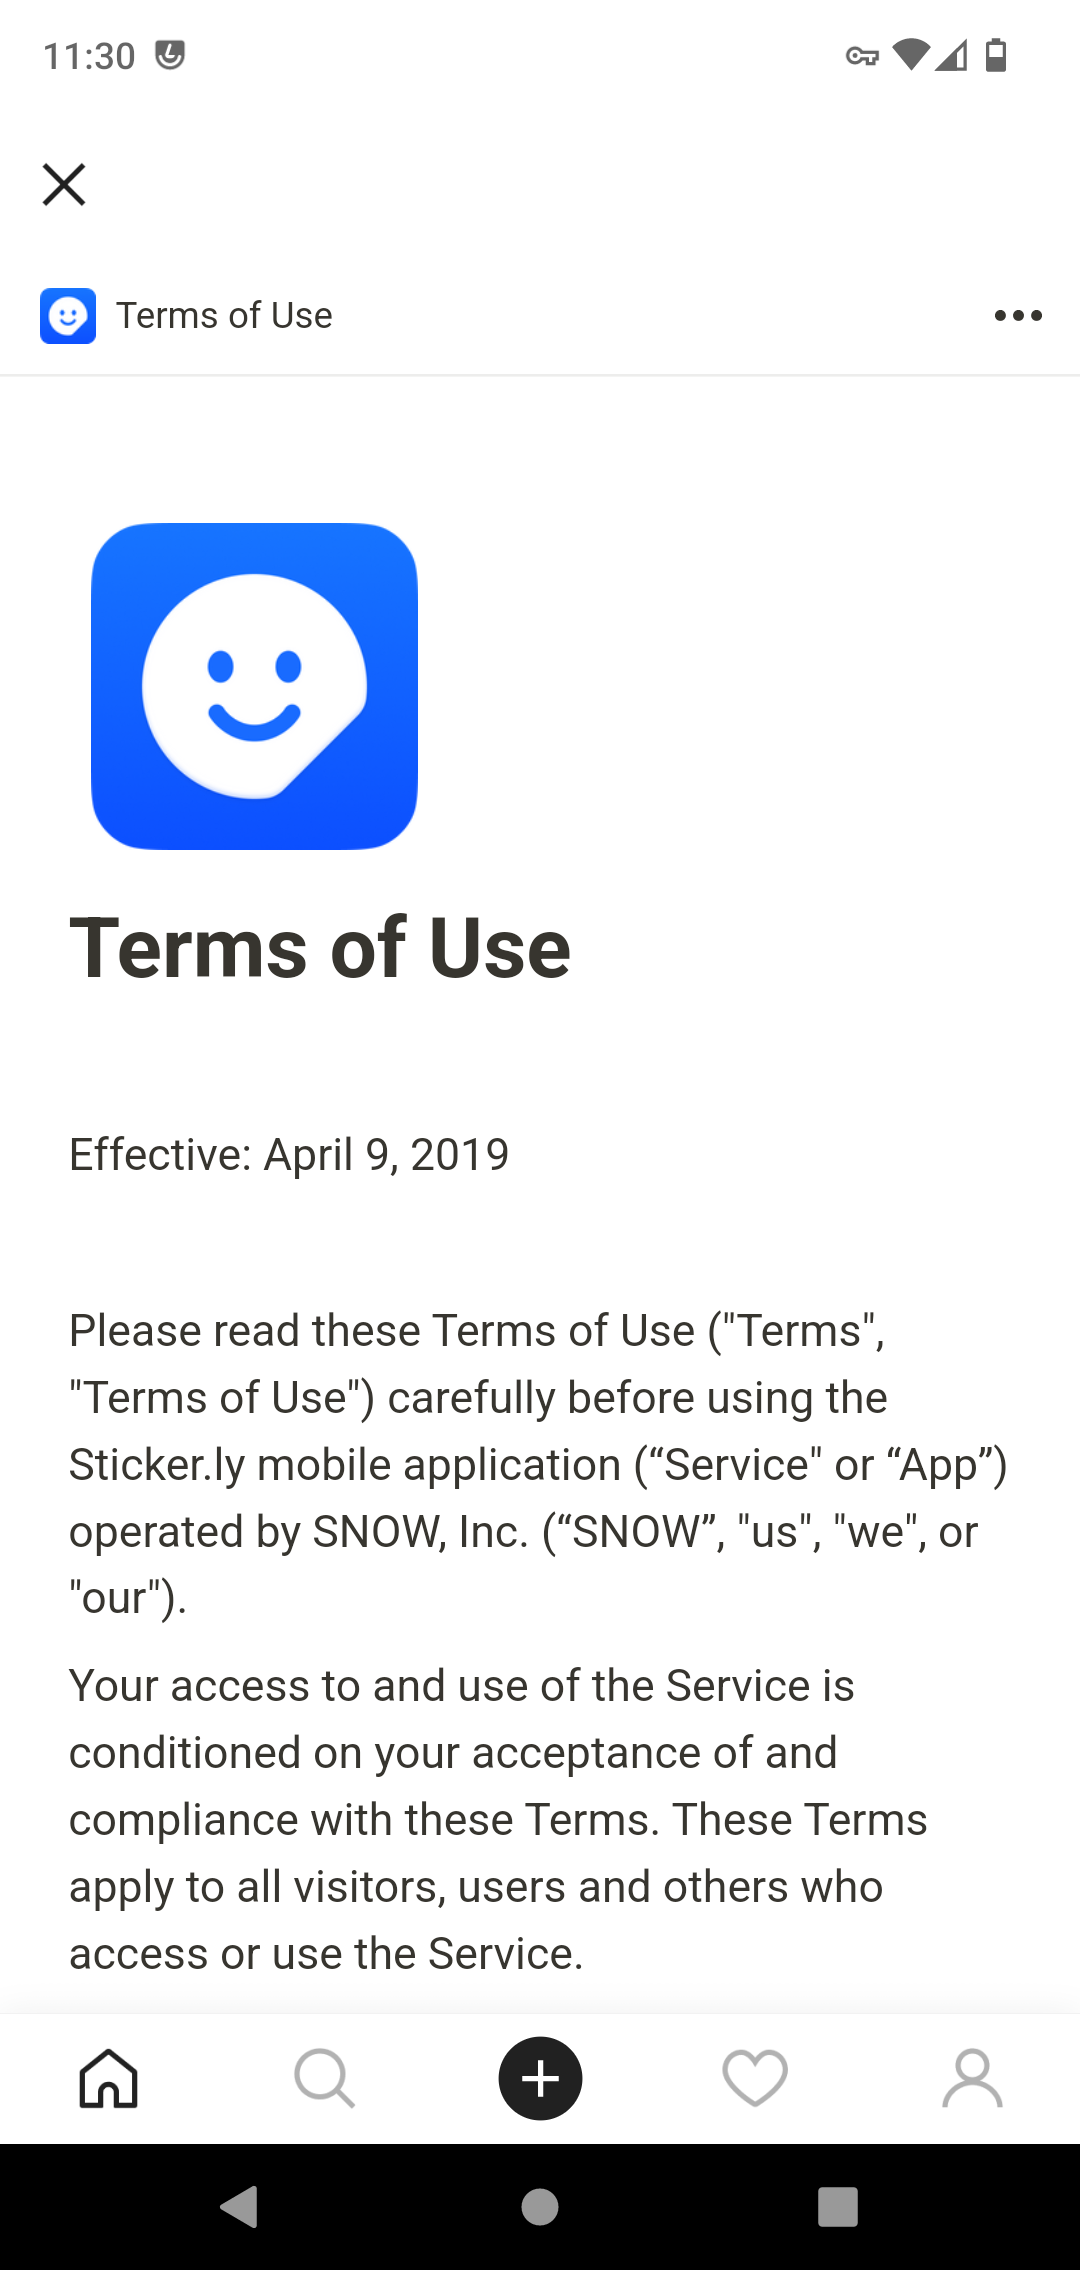 11:30
Terms of Use
Terms of Use
Effective: April 9, 2019
Please read these Terms of Use ("Terms",
"Terms of Use") carefully before using the
Sticker.ly mobile application (“Service" or “App”)
operated by SNOW, Inc. (“SNOW”, "us", "we", or
"our").
Your access to and use of the Service is
conditioned on your acceptance of and
compliance with these Terms. These Terms
apply to all visitors, users and others who
access or use the Service.